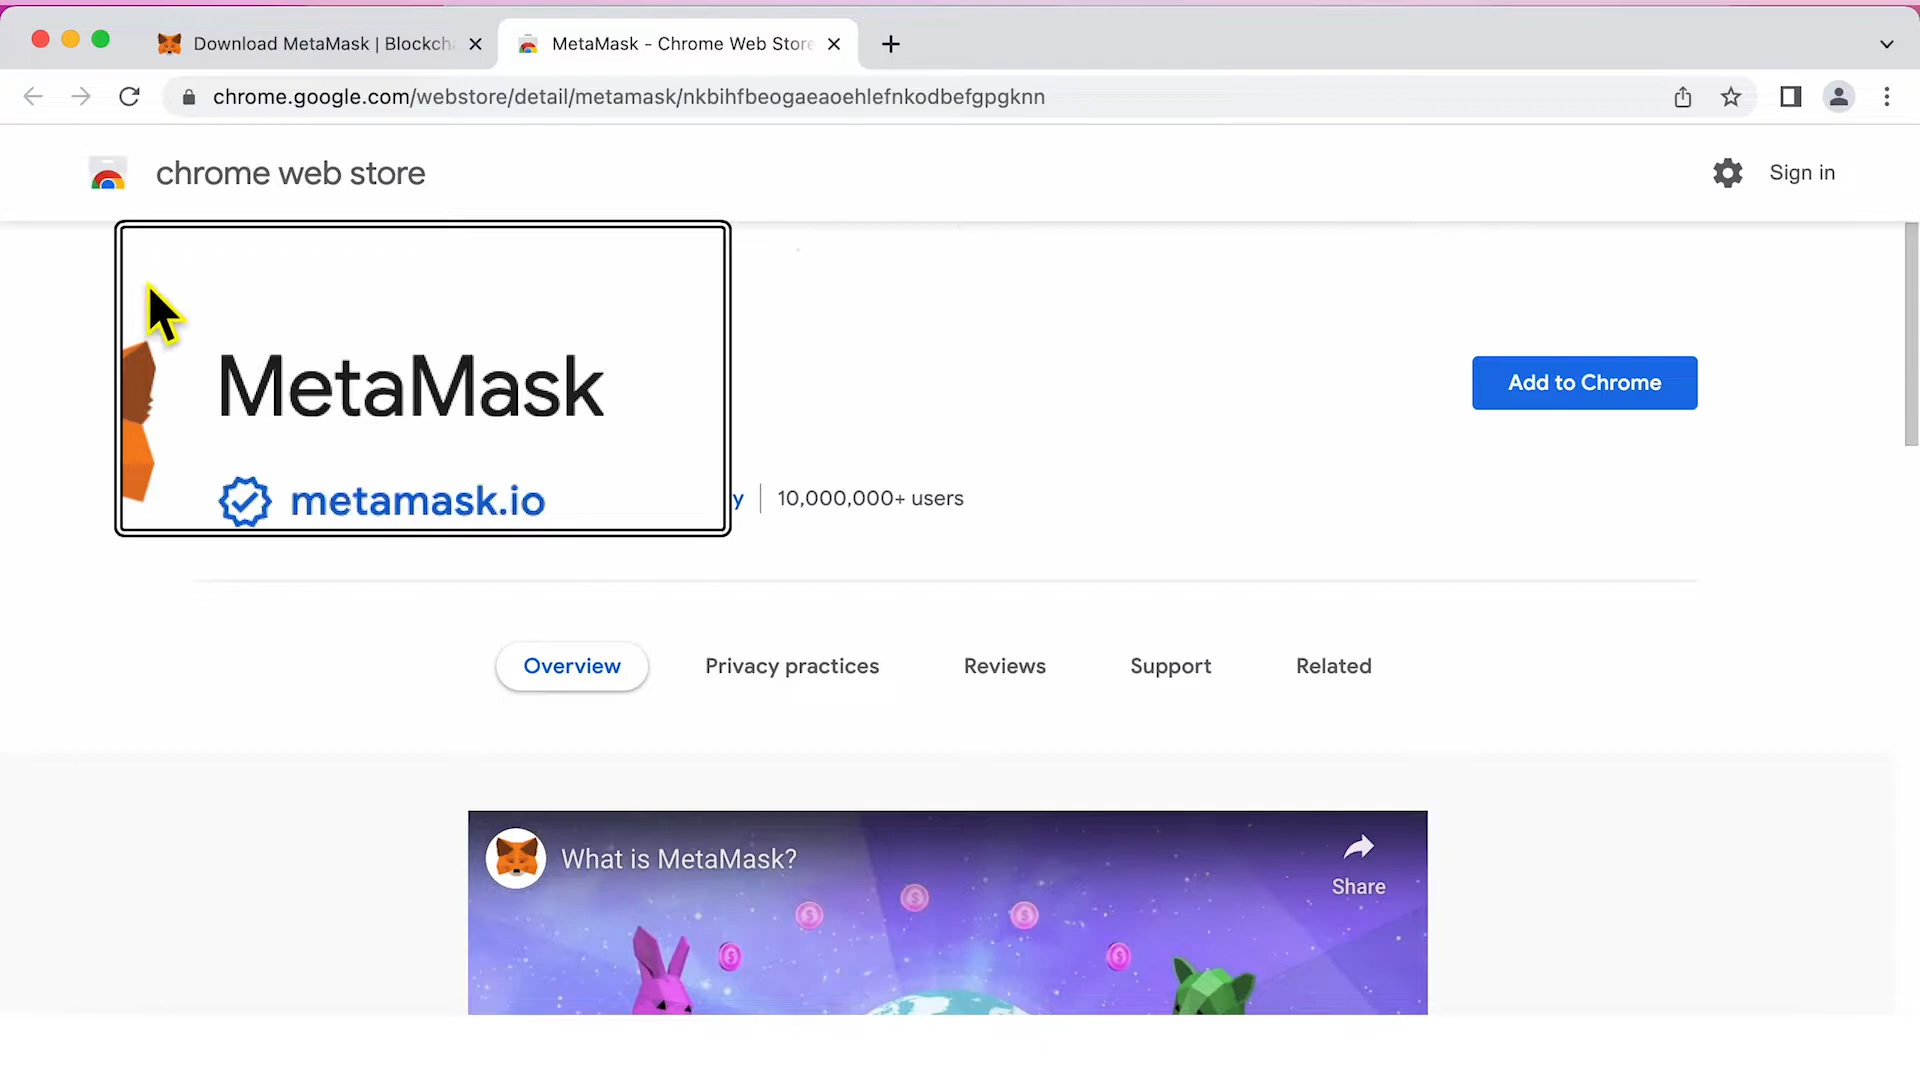 Download MetaMask | Blockch
MetaMask - Chrome Web Store
chrome.google.com/webstore/detail/metamask/nkbihfbeogaeaoehlefnkodbefgpgknn
chrome web store
Sign in
MetaMask
Add to Chrome
metamask.io
y | 10,000,000+ users
Overview
Privacy practices
Reviews
Support
Related
What is MetaMask?
Share